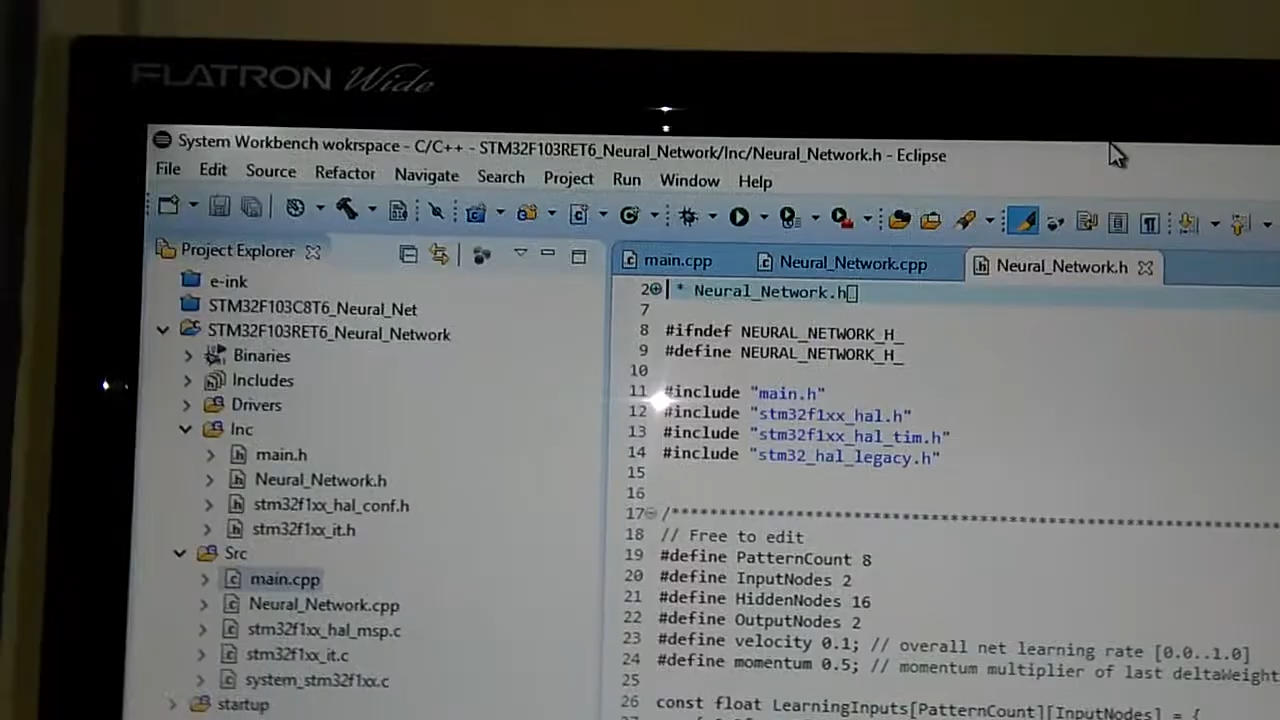 FLATRON Wide
System Workbench wokrspace - C/C++ - STM32F103RET6_Neural_Network/Inc/Neural_Network.h - Eclipse
File Edit Source Refactor Navigate Search Project Run Window Help
Project Explorer
e-ink
STM32F103C8T6_Neural_Net
STM32F103RET6_Neural_Network
Binaries
Includes
Drivers
Inc
main.h
Neural_Network.h
stm32f1xx_hal_conf.h
stm32f1xx_it.h
Src
main.cpp
Neural_Network.cpp
stm32f1xx_hal_msp.c
stm32f1xx_it.c
system_stm32f1xx.c
startup
main.cpp Neural_Network.cpp Neural_Network.h
2 * Neural_Network.h
7
8 #ifndef NEURAL_NETWORK_H_
9 #define NEURAL_NETWORK_H_
10
11 #include "main.h"
12 #include "stm32f1xx_hal.h"
13 #include "stm32f1xx_hal_tim.h"
14 #include "stm32_hal_legacy.h"
15
16
17 /******************************************************
18 // Free to edit
19 #define PatternCount 8
20 #define InputNodes 2
21 #define HiddenNodes 16
22 #define OutputNodes 2
23 #define velocity 0.1; // overall net learning rate [0.0..1.0]
24 #define momentum 0.5; // momentum multiplier of last deltaWeight
25
26 const float LearningInputs[PatternCount][InputNodes] = {